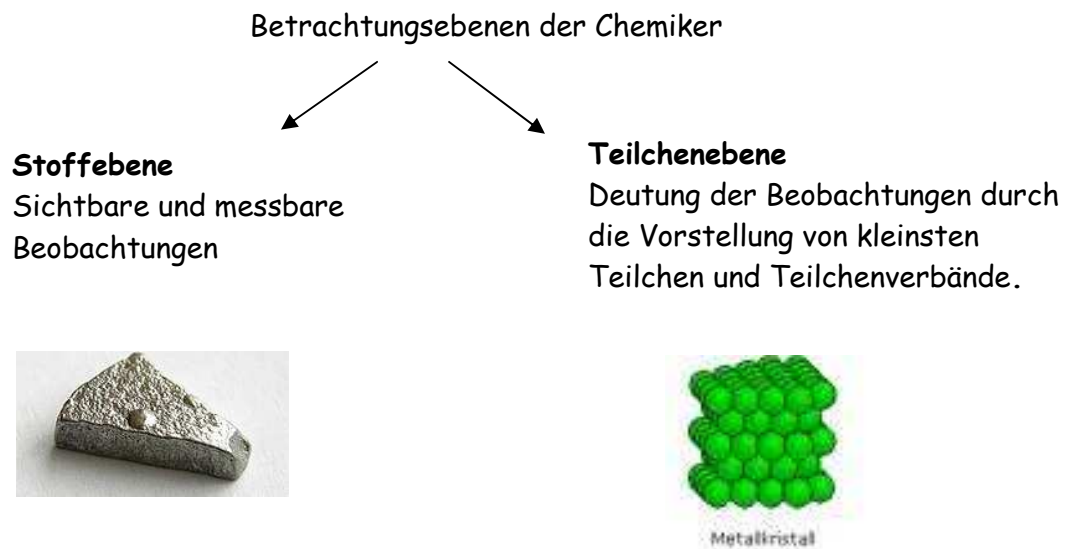 Betrachtungsebenen der Chemiker
Stoffebene
Sichtbare und messbare
Beobachtungen
Teilchenebene
Deutung der Beobachtungen durch
die Vorstellung von kleinsten
Teilchen und Teilchenverbände.
Metallkristall